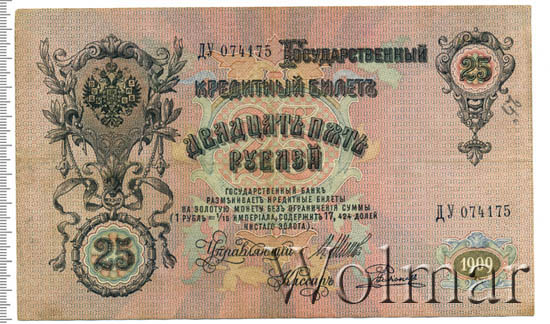 ДУ 074175
Государственный
Кредитный Билетъ
25
Двадцать пять
Рублей
Государственный Банкъ
размѣниваетъ кредитные билеты
на золотую монету безъ ограниченія суммы
(1 рубль = 1/15 имперіала, содержитъ 17,424 долей
чистаго золота).
ДУ 074175
25
Управляющій
Кассиръ
1909
Wolmar